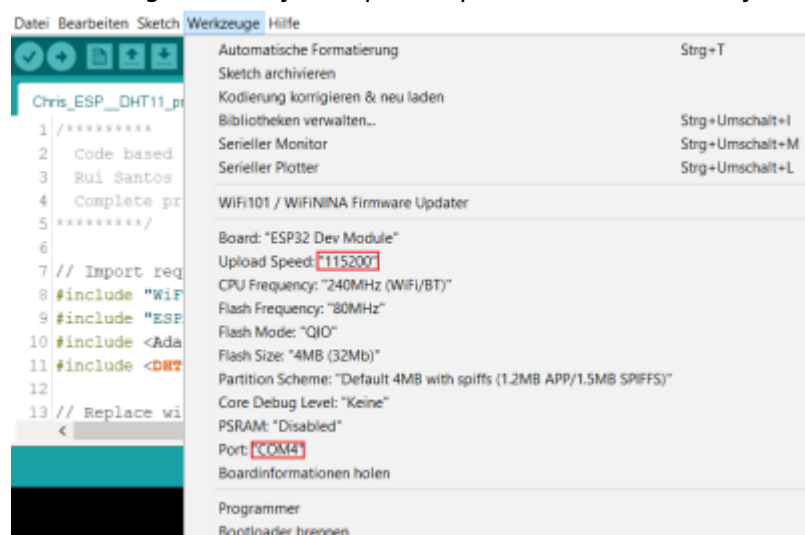 Datei Bearbeiten Sketch Werkzeuge Hilfe
Automatische Formatierung Strg+T
Sketch archivieren
Kodierung korrigieren & neu laden
Bibliotheken verwalten... Strg+Umschalt+I
Serieller Monitor Strg+Umschalt+M
Serieller Plotter Strg+Umschalt+L
WiFi101 / WiFiNINA Firmware Updater
Board: "ESP32 Dev Module"
Upload Speed: "115200"
CPU Frequency: "240MHz (WiFi/BT)"
Flash Frequency: "80MHz"
Flash Mode: "QIO"
Flash Size: "4MB (32Mb)"
Partition Scheme: "Default 4MB with spiffs (1.2MB APP/1.5MB SPIFFS)"
Core Debug Level: "Keine"
PSRAM: "Disabled"
Port: "COM4"
Boardinformationen holen
Programmer
Bootloader brennen
Chris_ESP__DHT11_pr
1 /*********
2 Code based
3 Rui Santos
4 Complete pr
5 *********/
6
7 // Import req
8 #include "WiF
9 #include "ESP
10 #include <Ada
11 #include <DHT
12
13 // Replace wi